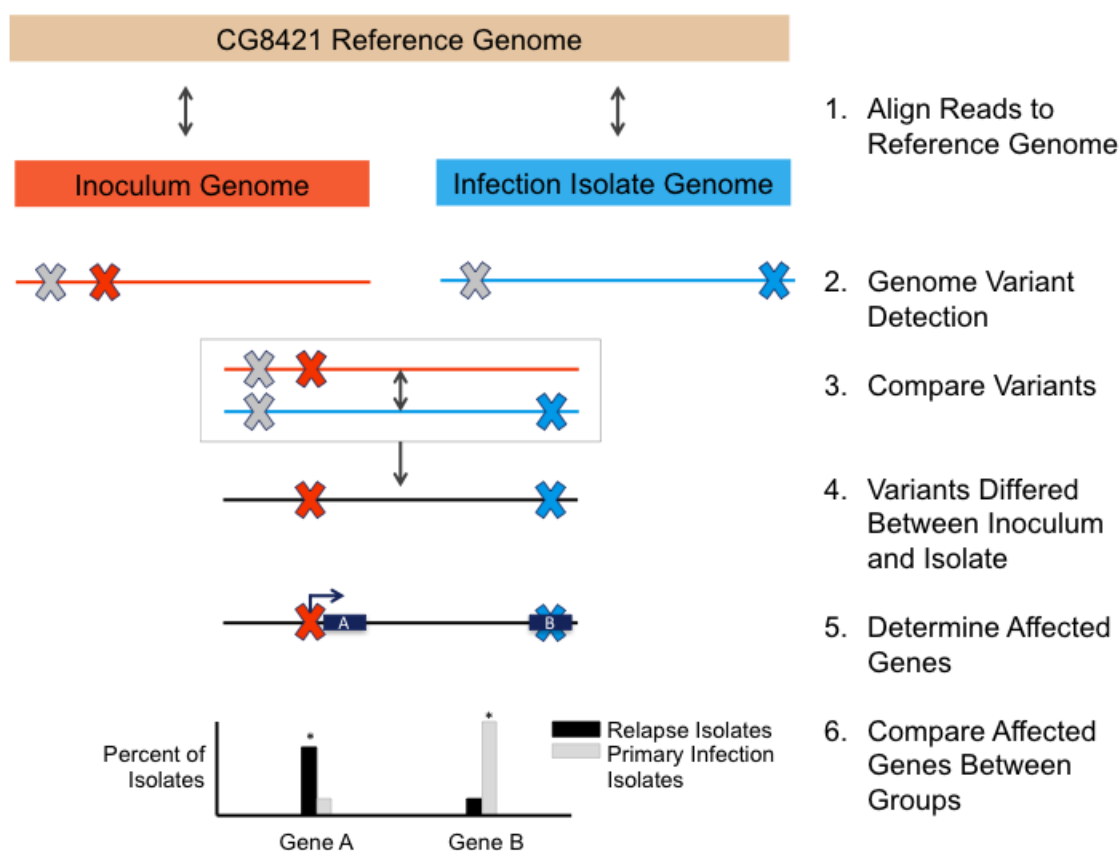 CG8421 Reference Genome
1. Align Reads to
Reference Genome
Inoculum Genome
Infection Isolate Genome
2. Genome Variant
Detection
3. Compare Variants
4. Variants Differed
Between Inoculum
and Isolate
A
B
5. Determine Affected
Genes
6. Compare Affected
Genes Between
Groups
Percent of
Isolates
*
*
Relapse Isolates
Primary Infection
Isolates
Gene A
Gene B